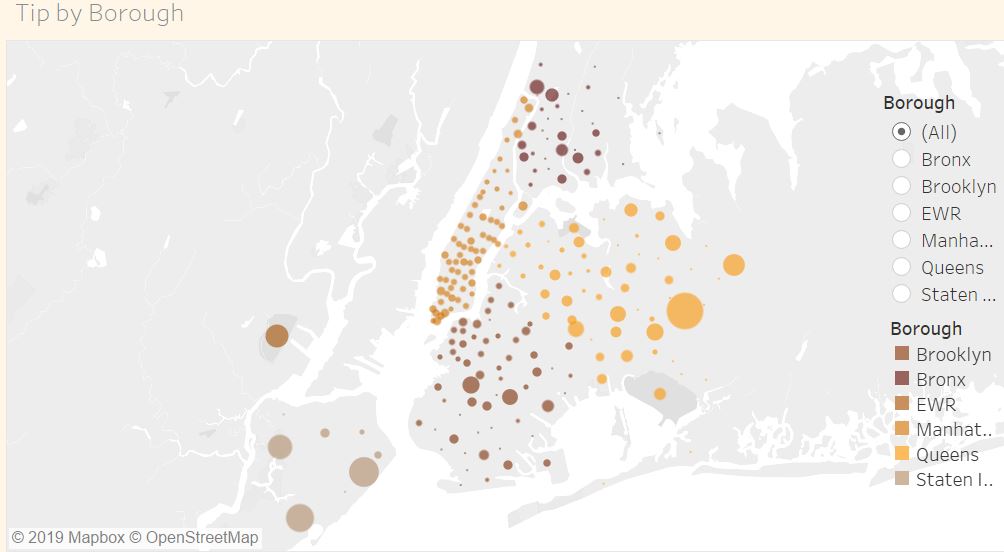 Tip by Borough
Borough
(All)
Bronx
Brooklyn
EWR
Manha...
Queens
Staten ...
Borough
Brooklyn
Bronx
EWR
Manhat..
Queens
Staten I..
© 2019 Mapbox © OpenStreetMap